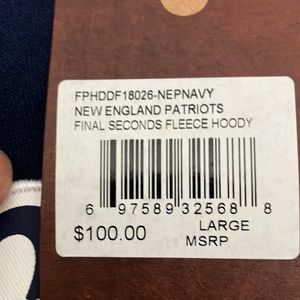 FPHDDF18026-NEPNAVY
NEW ENGLAND PATRIOTS
FINAL SECONDS FLEECE HOODY
6 97589 32568 8
$100.00 LARGE
MSRP